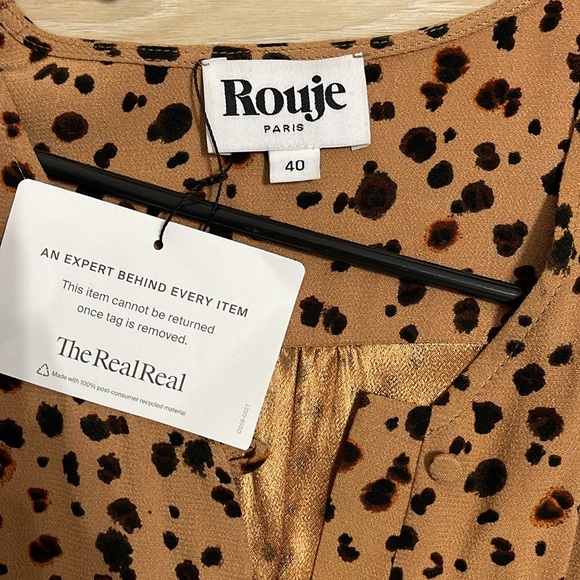 Rouje
PARIS
40
AN EXPERT BEHIND EVERY ITEM
This item cannot be returned
once tag is removed.
The RealReal
Made with 100% post-consumer recycled material